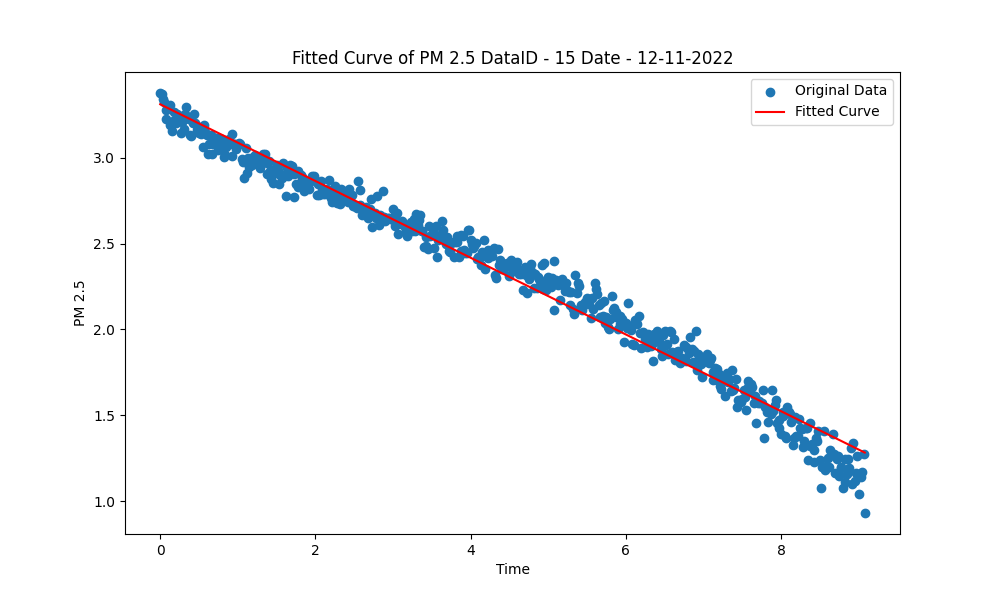 Fitted Curve of PM 2.5 DataID - 15 Date - 12-11-2022
Original Data
Fitted Curve
PM 2.5
3.0
2.5
2.0
1.5
1.0
0 2 4 6 8
Time